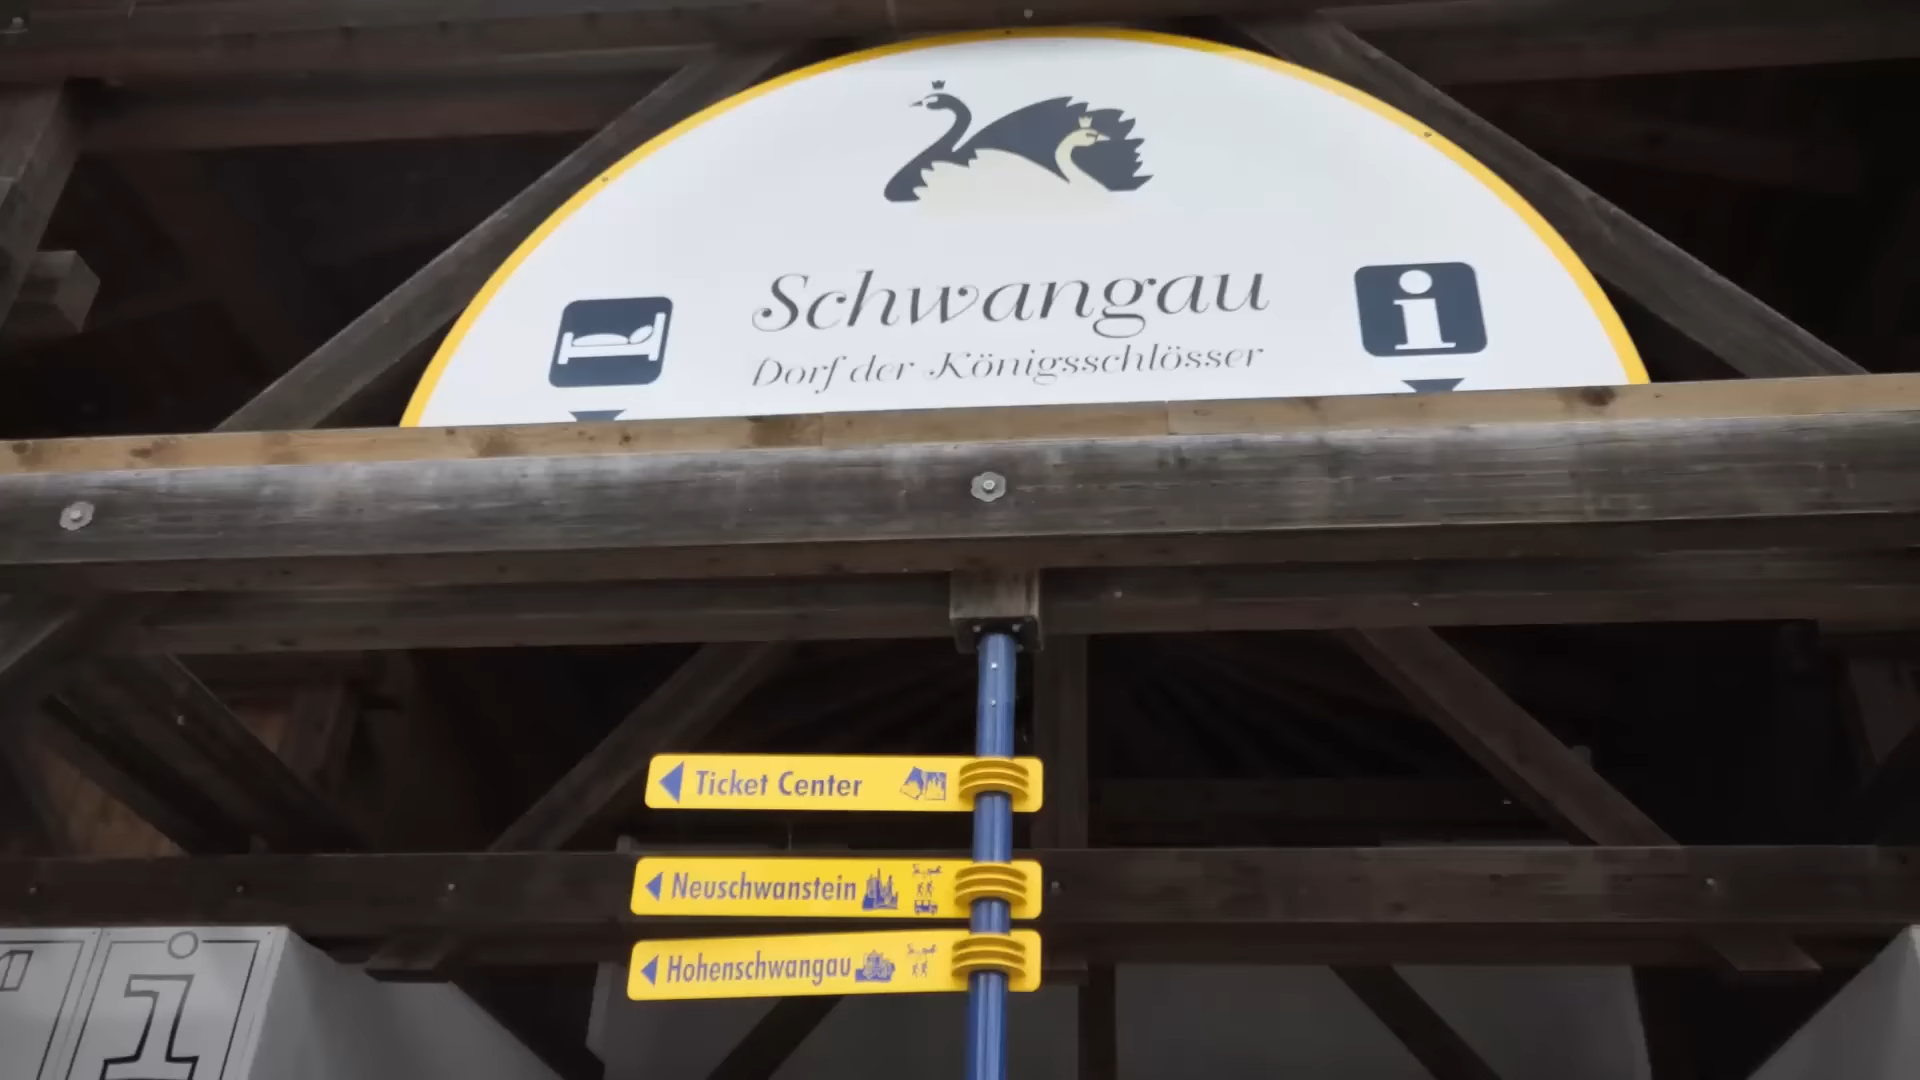 Schwangau
Dorf der Königsschlösser
i
Ticket Center
Neuschwanstein
Hohenschwangau
i